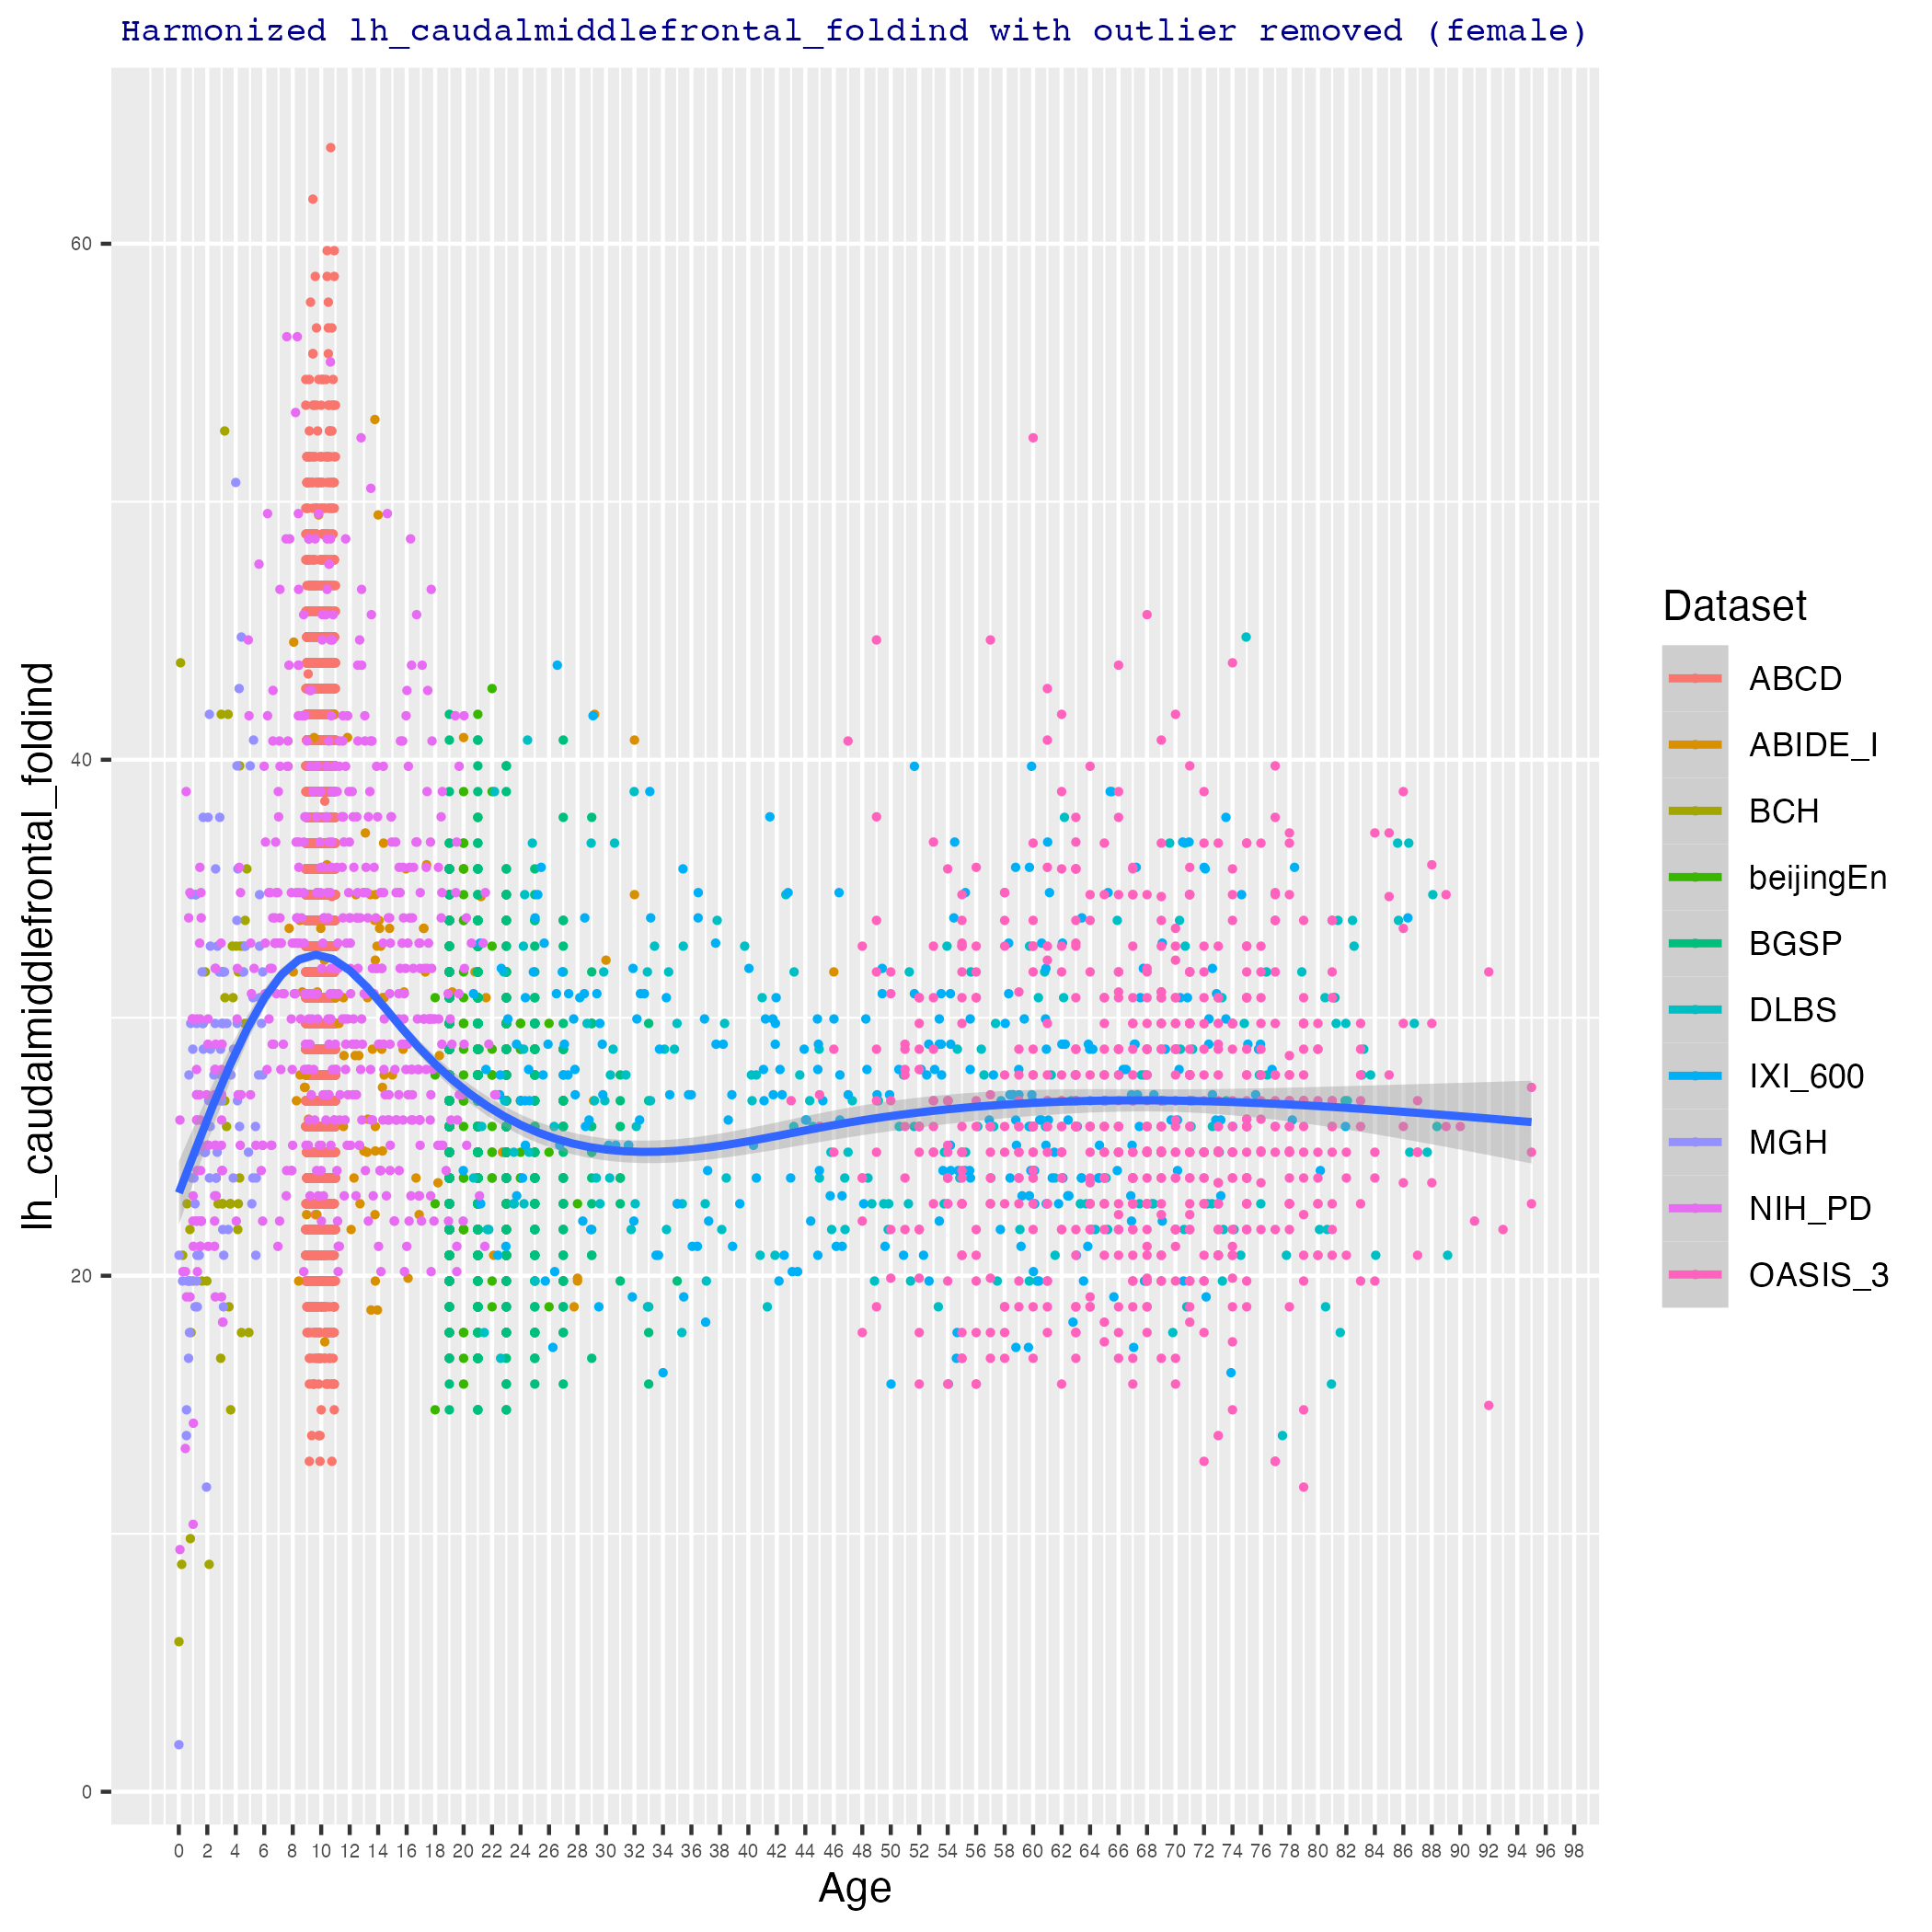 Harmonized lh_caudalmiddlefrontal_foldind with outlier removed (female)
lh_caudalmiddlefrontal_foldind
60
40
20
0
0 2 4 6 8 10 12 14 16 18 20 22 24 26 28 30 32 34 36 38 40 42 44 46 48 50 52 54 56 58 60 62 64 66 68 70 72 74 76 78 80 82 84 86 88 90 92 94 96 98
Age
Dataset
ABCD
ABIDE_I
BCH
beijingEn
BGSP
DLBS
IXI_600
MGH
NIH_PD
OASIS_3